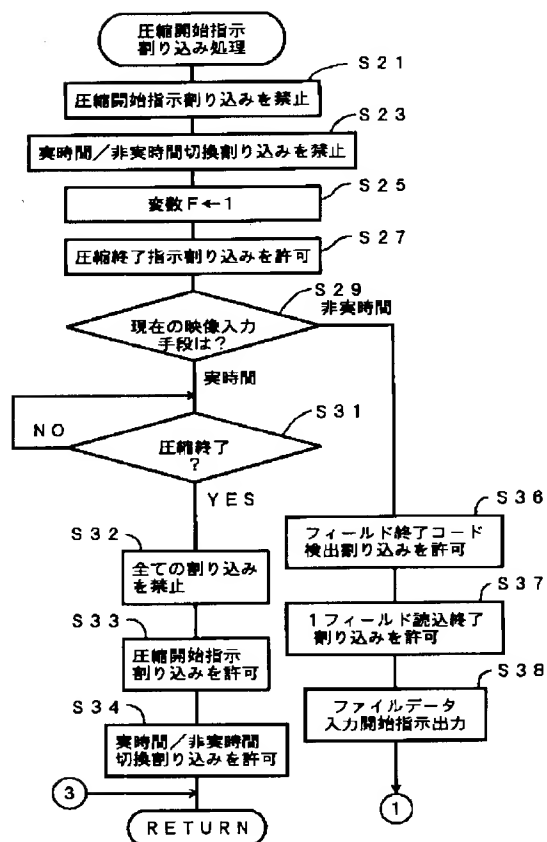 圧縮開始指示
割り込み処理
S21
圧縮開始指示割り込みを禁止
S23
実時間／非実時間切換割り込みを禁止
S25
変数F←1
S27
圧縮終了指示割り込みを許可
S29
非実時間
現在の映像入力
手段は？
実時間
S31
NO
圧縮終了
？
YES
S36
フィールド終了コード
検出割り込みを許可
S32
全ての割り込み
を禁止
S37
1フィールド読込終了
割り込みを許可
S33
圧縮開始指示
割り込みを許可
S38
ファイルデータ
入力開始指示出力
S34
実時間／非実時間
切換割り込みを許可
3
1
RETURN